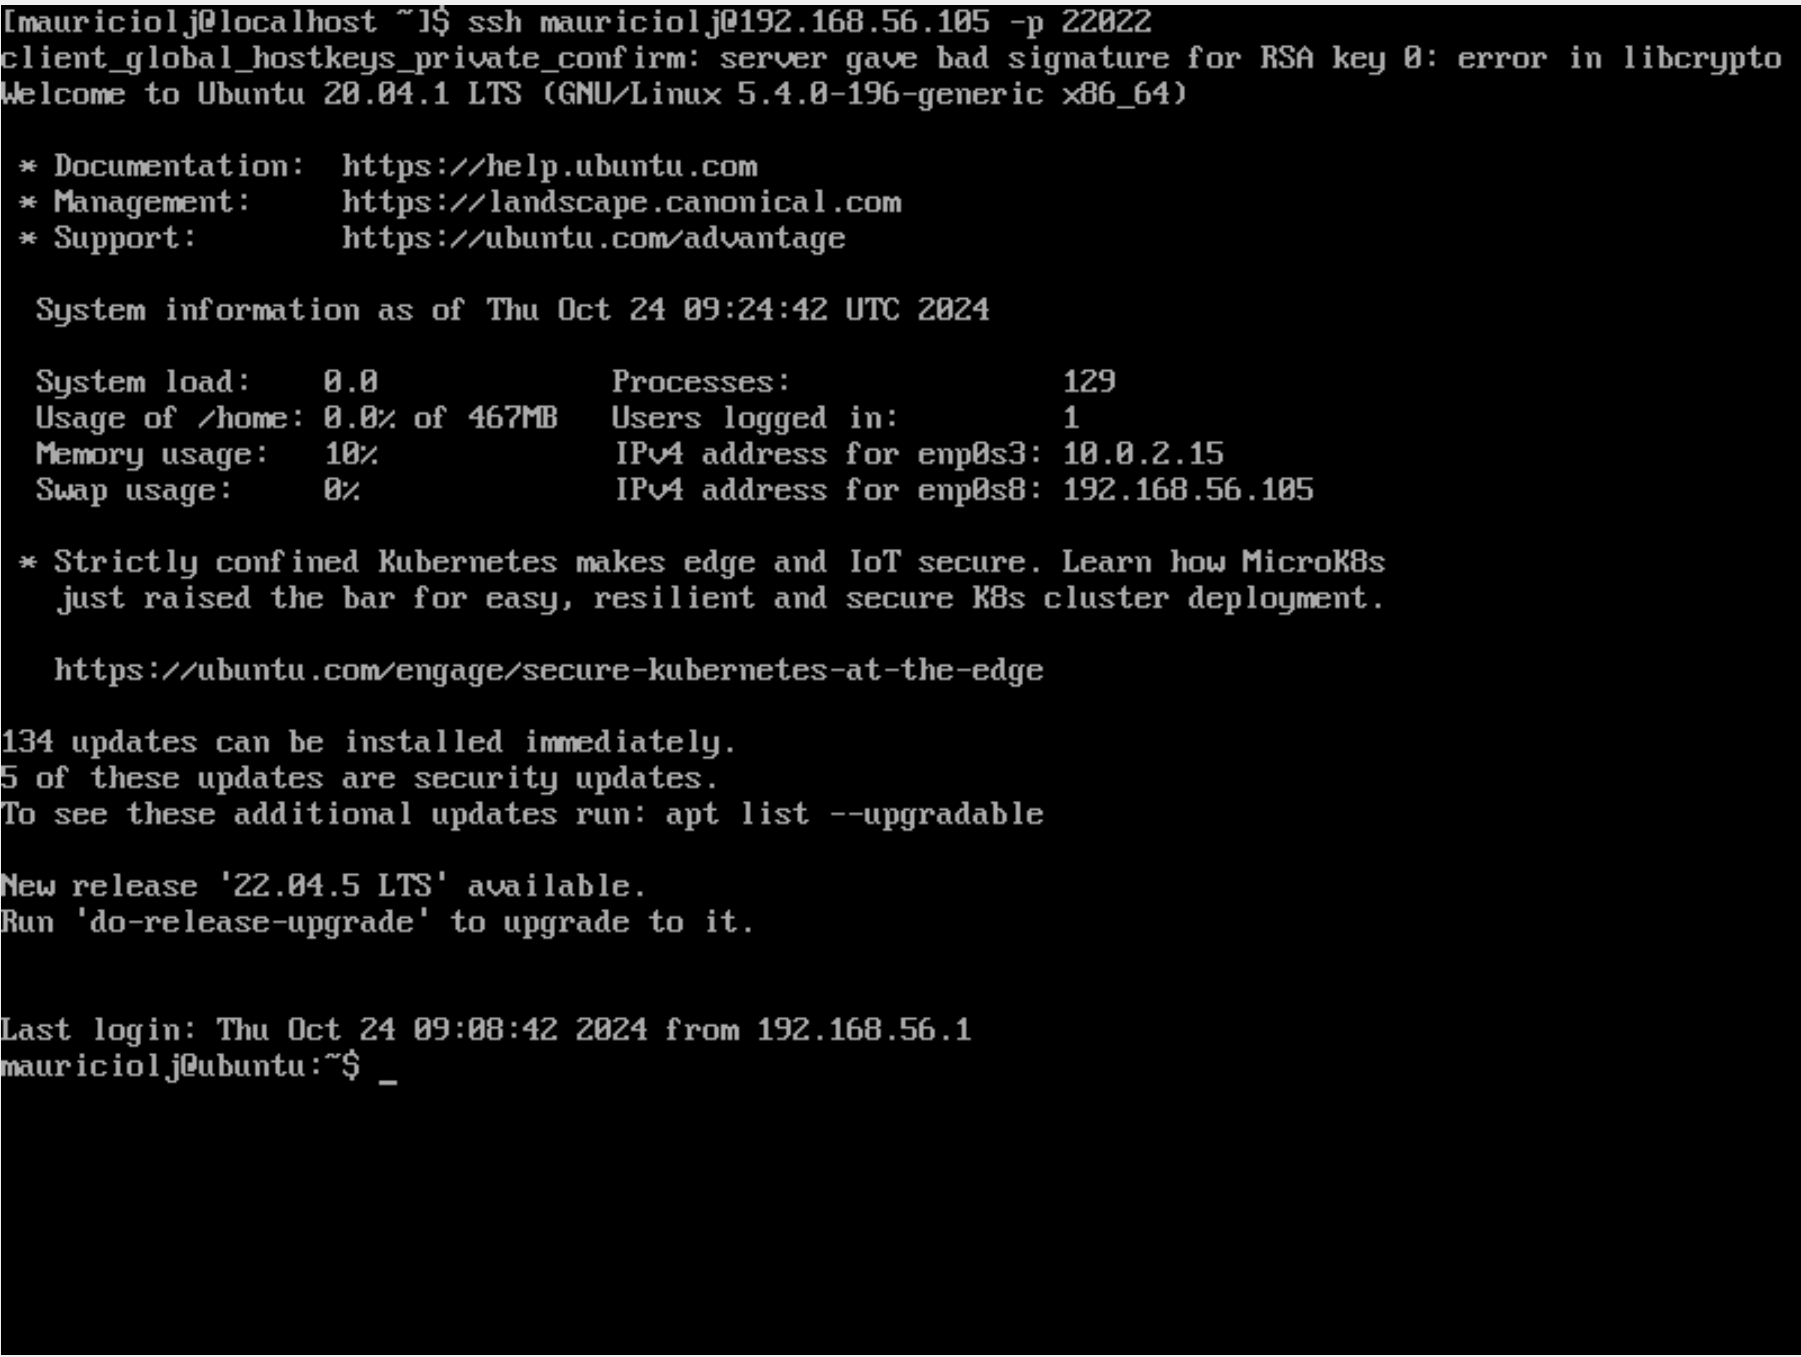 [mauriciolj@localhost ~]$ ssh mauriciolj@192.168.56.105 -p 22022
client_global_hostkeys_private_confirm: server gave bad signature for RSA key 0: error in libcrypto
Welcome to Ubuntu 20.04.1 LTS (GNU/Linux 5.4.0-196-generic x86_64)

 * Documentation:  https://help.ubuntu.com
 * Management:     https://landscape.canonical.com
 * Support:        https://ubuntu.com/advantage

  System information as of Thu Oct 24 09:24:42 UTC 2024

  System load:    0.0             Processes:               129
  Usage of /home: 0.0% of 467MB   Users logged in:         1
  Memory usage:   10%             IPv4 address for enp0s3: 10.0.2.15
  Swap usage:     0%              IPv4 address for enp0s8: 192.168.56.105

 * Strictly confined Kubernetes makes edge and IoT secure. Learn how MicroK8s
   just raised the bar for easy, resilient and secure K8s cluster deployment.

   https://ubuntu.com/engage/secure-kubernetes-at-the-edge

134 updates can be installed immediately.
5 of these updates are security updates.
To see these additional updates run: apt list --upgradable

New release '22.04.5 LTS' available.
Run 'do-release-upgrade' to upgrade to it.


Last login: Thu Oct 24 09:08:42 2024 from 192.168.56.1
mauriciolj@ubuntu:~$ _